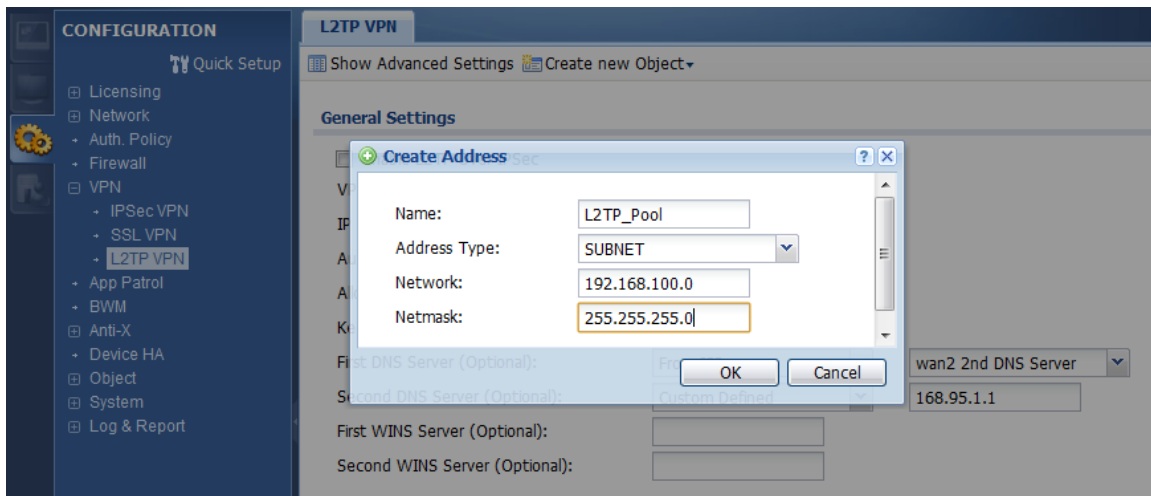 CONFIGURATION
Quick Setup
Licensing
Network
Auth. Policy
Firewall
VPN
IPSec VPN
SSL VPN
L2TP VPN
App Patrol
BWM
Anti-X
Device HA
Object
System
Log & Report
L2TP VPN
Show Advanced Settings Create new Object
General Settings
Create Address
Name: L2TP_Pool
Address Type: SUBNET
Network: 192.168.100.0
Netmask: 255.255.255.0
OK Cancel
First DNS Server (Optional): wan2 2nd DNS Server
Second DNS Server (Optional): Custom Defined 168.95.1.1
First WINS Server (Optional):
Second WINS Server (Optional):